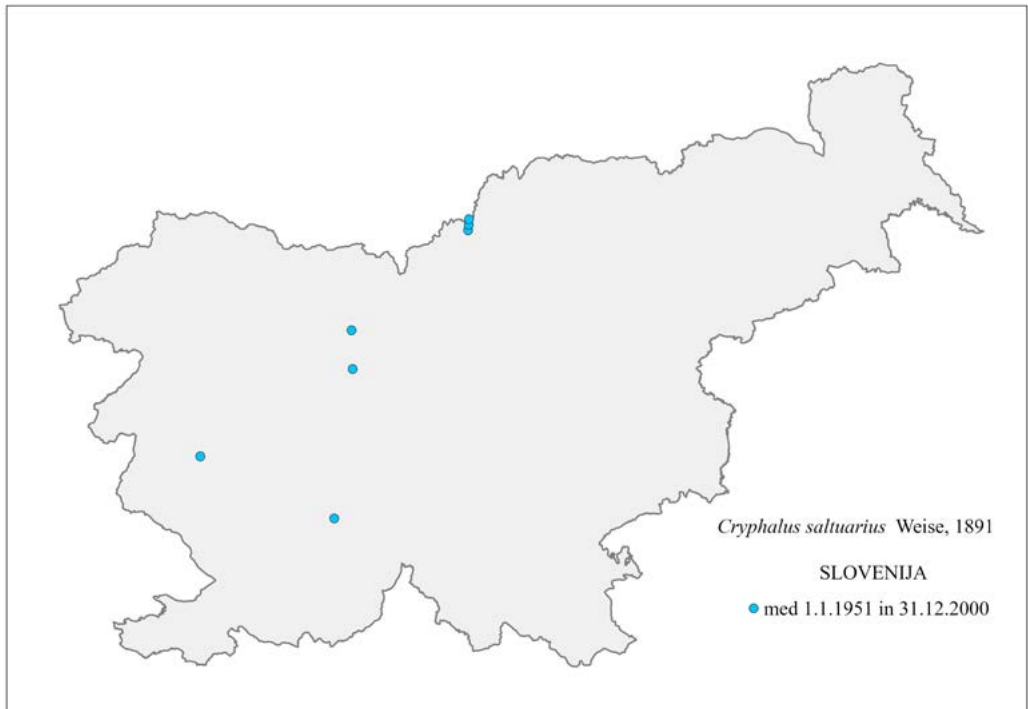 Cryphalus saltuarius Weise, 1891
SLOVENIJA
med 1.1.1951 in 31.12.2000